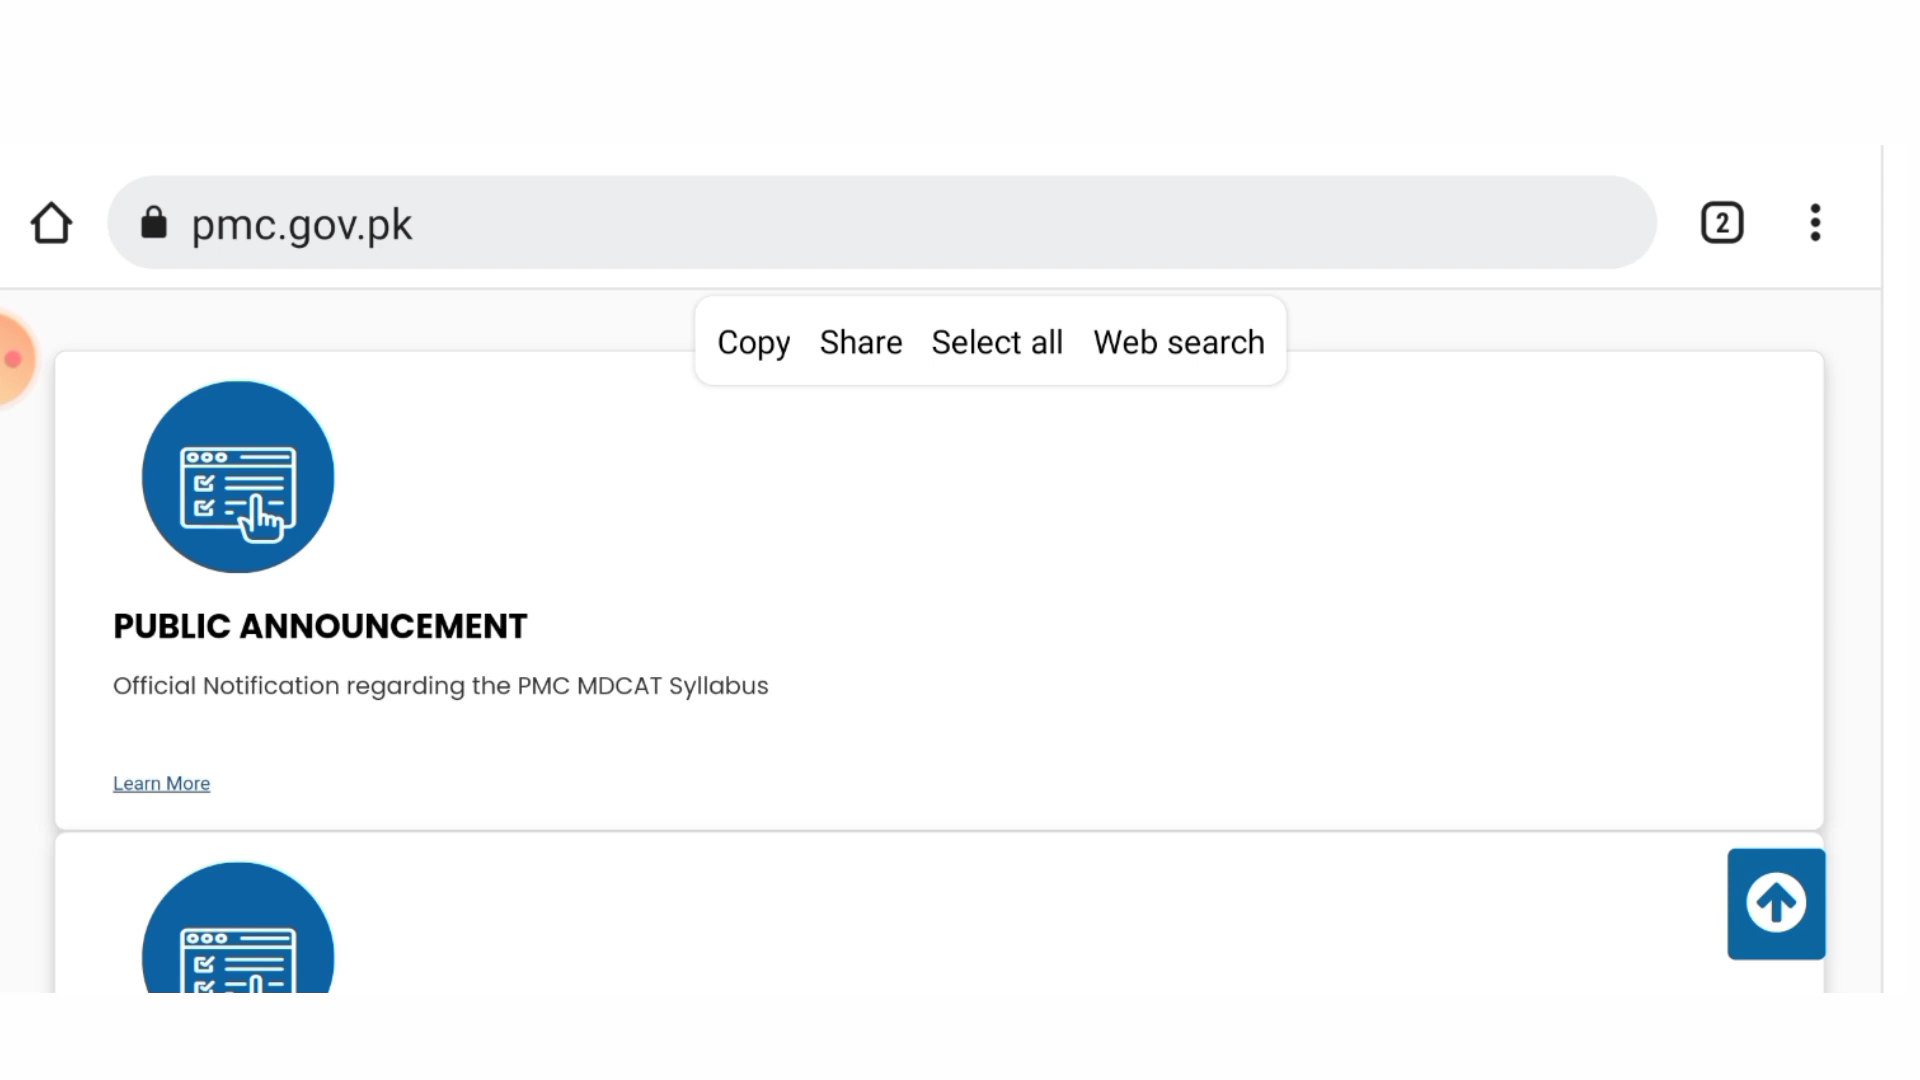 pmc.gov.pk
2
Copy Share Select all Web search
PUBLIC ANNOUNCEMENT
Official Notification regarding the PMC MDCAT Syllabus
Learn More